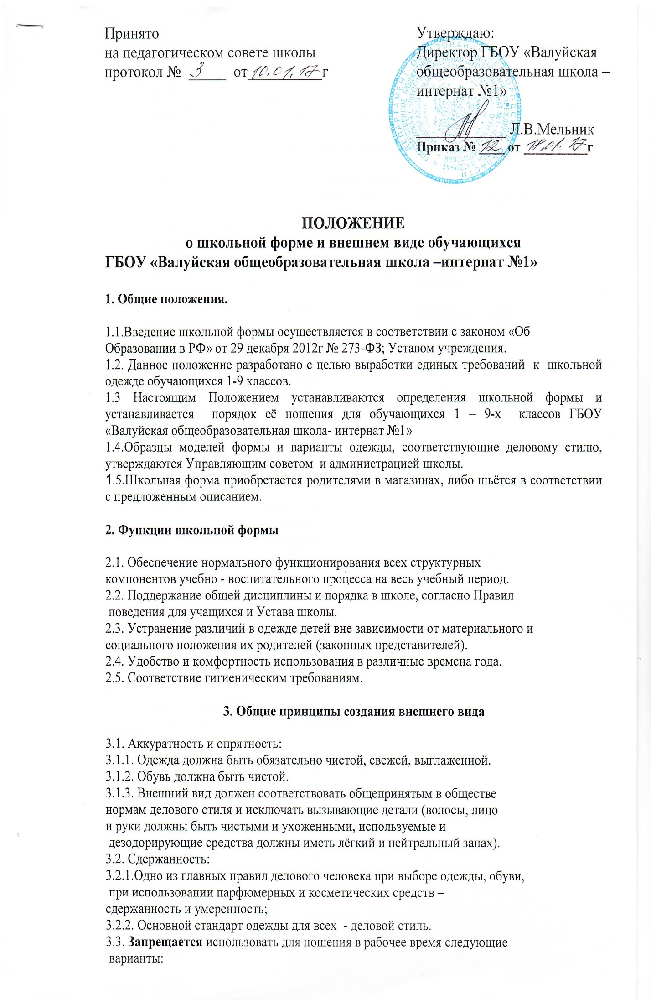 Принято
на педагогическом совете школы
протокол № 3 от 10.01.17г
Утверждаю:
Директор ГБОУ «Валуйская
общеобразовательная школа –
интернат №1»
Л.В.Мельник
Приказ № 12 от 18.01.17г
ПОЛОЖЕНИЕ
о школьной форме и внешнем виде обучающихся
ГБОУ «Валуйская общеобразовательная школа –интернат №1»
1. Общие положения.
1.1.Введение школьной формы осуществляется в соответствии с законом «Об
Образовании в РФ» от 29 декабря 2012г № 273-ФЗ; Уставом учреждения.
1.2. Данное положение разработано с целью выработки единых требований к школьной
одежде обучающихся 1-9 классов.
1.3 Настоящим Положением устанавливаются определения школьной формы и
устанавливается порядок её ношения для обучающихся 1 – 9-х классов ГБОУ
«Валуйская общеобразовательная школа- интернат №1»
1.4.Образцы моделей формы и варианты одежды, соответствующие деловому стилю,
утверждаются Управляющим советом и администрацией школы.
1.5.Школьная форма приобретается родителями в магазинах, либо шьётся в соответствии
с предложенным описанием.
2. Функции школьной формы
2.1. Обеспечение нормального функционирования всех структурных
компонентов учебно - воспитательного процесса на весь учебный период.
2.2. Поддержание общей дисциплины и порядка в школе, согласно Правил
поведения для учащихся и Устава школы.
2.3. Устранение различий в одежде детей вне зависимости от материального и
социального положения их родителей (законных представителей).
2.4. Удобство и комфортность использования в различные времена года.
2.5. Соответствие гигиеническим требованиям.
3. Общие принципы создания внешнего вида
3.1. Аккуратность и опрятность:
3.1.1. Одежда должна быть обязательно чистой, свежей, выглаженной.
3.1.2. Обувь должна быть чистой.
3.1.3. Внешний вид должен соответствовать общепринятым в обществе
нормам делового стиля и исключать вызывающие детали (волосы, лицо
и руки должны быть чистыми и ухоженными, используемые и
дезодорирующие средства должны иметь лёгкий и нейтральный запах).
3.2. Сдержанность:
3.2.1.Одно из главных правил делового человека при выборе одежды, обуви,
при использовании парфюмерных и косметических средств –
сдержанность и умеренность;
3.2.2. Основной стандарт одежды для всех - деловой стиль.
3.3. Запрещается использовать для ношения в рабочее время следующие
варианты: